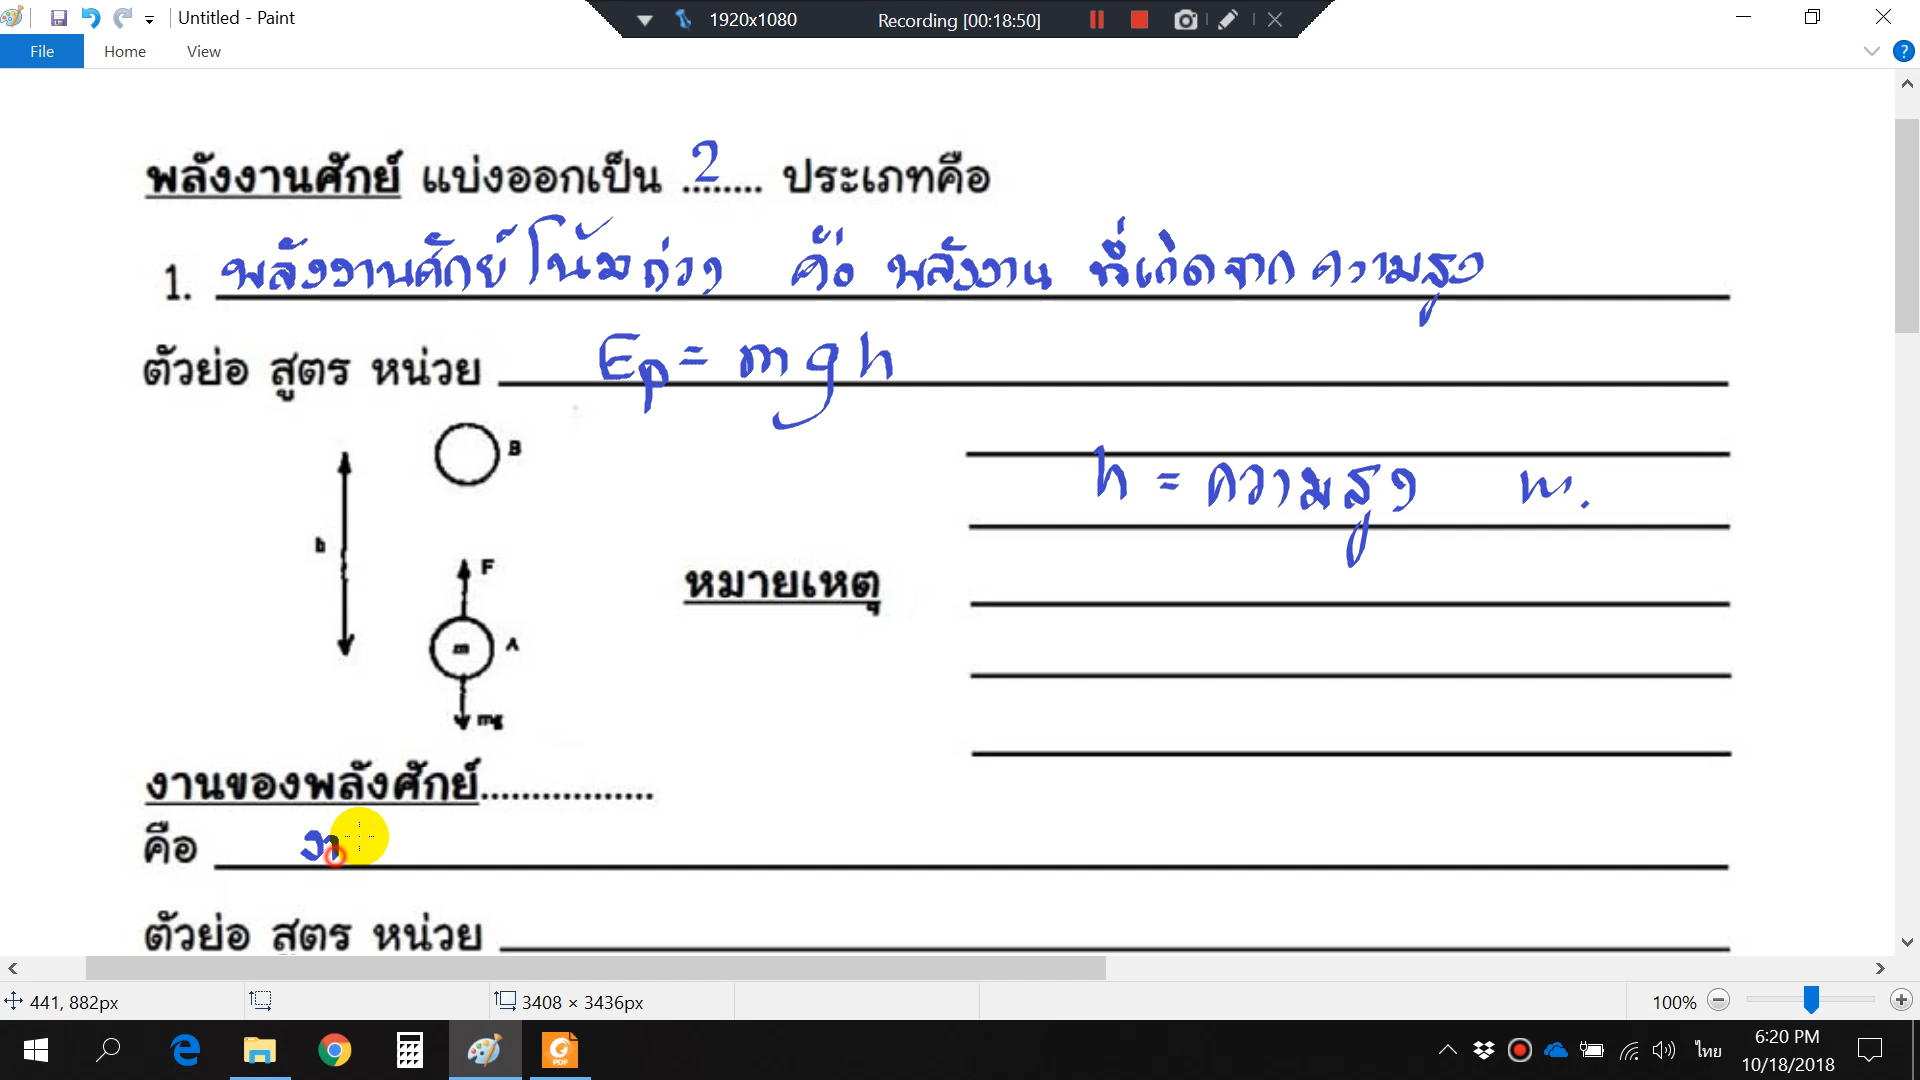 Untitled - Paint
1920x1080
Recording [00:18:50]
File Home View
พลังงานศักย์ แบ่งออกเป็น ...2..... ประเภทคือ
1. พลังงานศักย์โน้มถ่วง คือ พลังงาน ที่เกิดจากความสูง
ตัวย่อ สูตร หน่วย Ep = mgh
B
h = ความสูง m.
h
F
หมายเหตุ
m A
mg
งานของพลังศักย์.................
คือ งา
ตัวย่อ สูตร หน่วย
441, 882px
3408 × 3436px
100%
PDF
ไทย
6:20 PM
10/18/2018